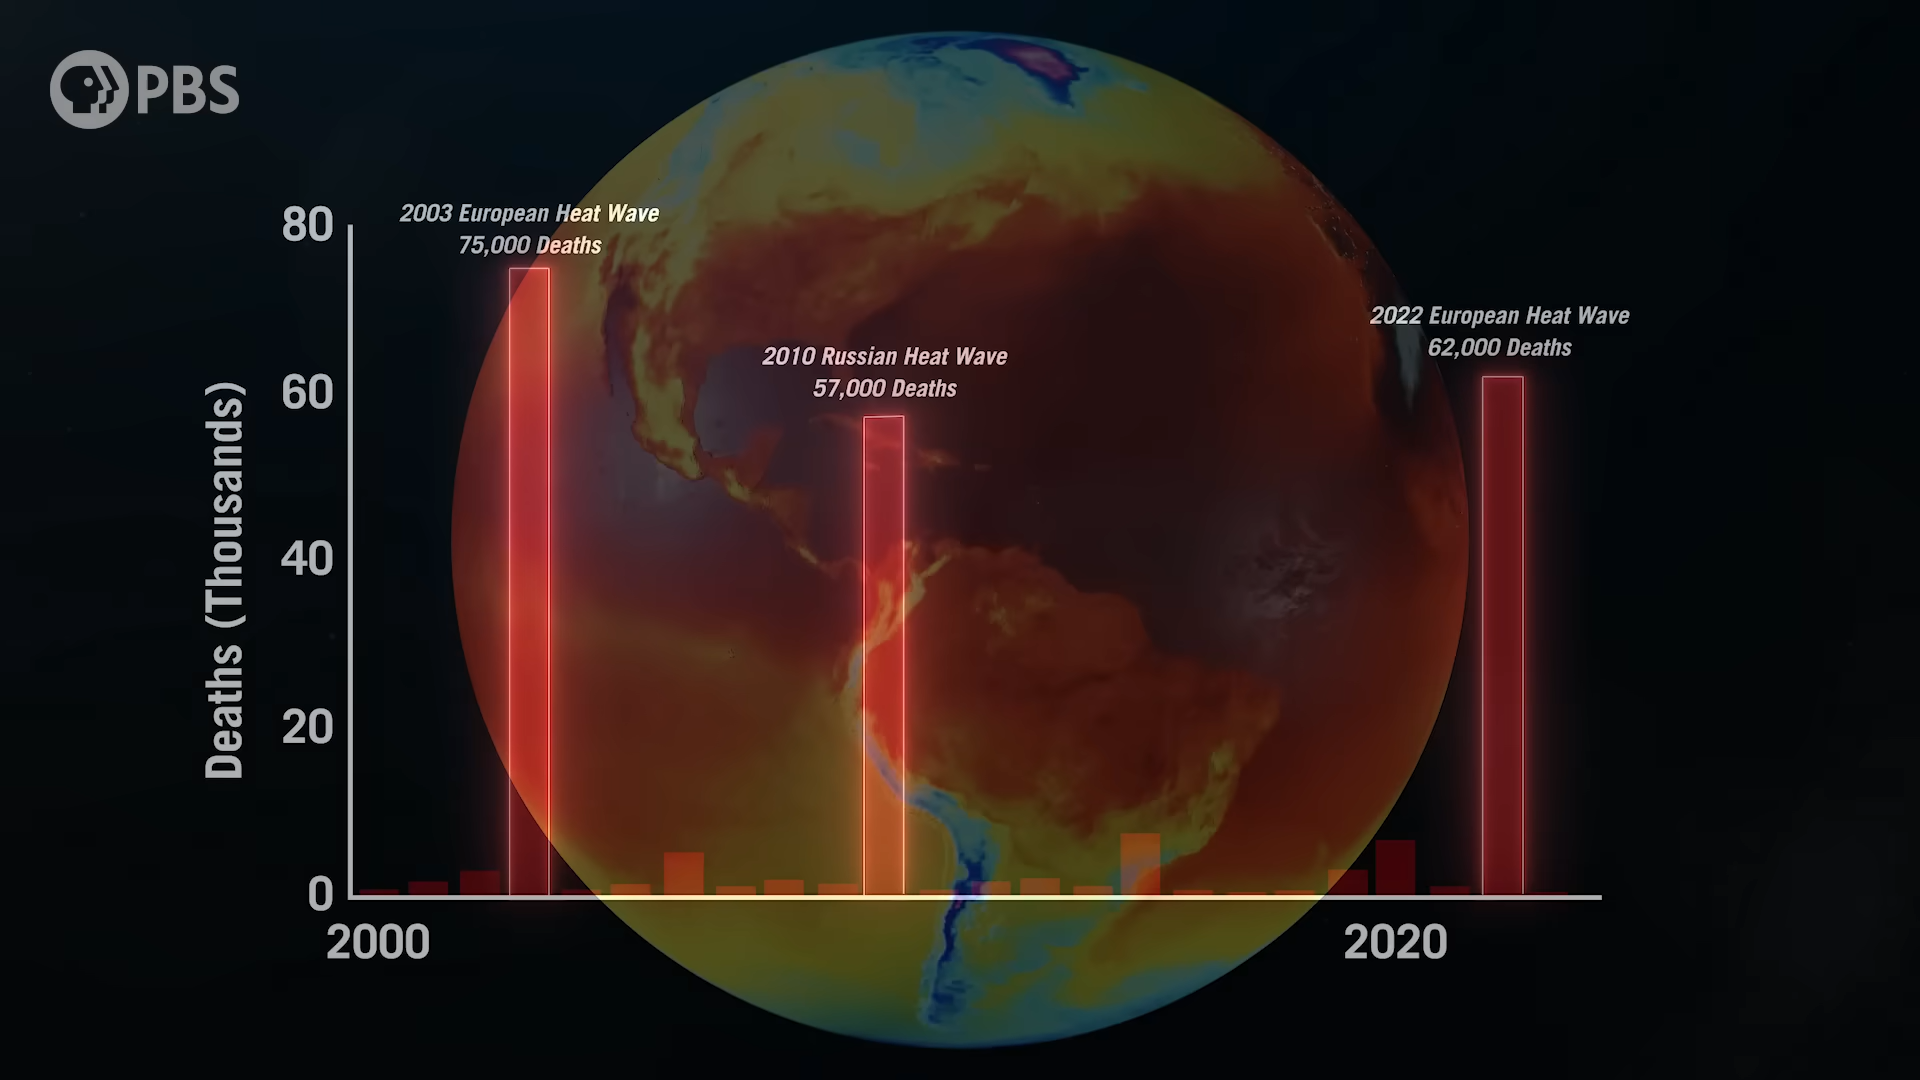 PBS
2003 European Heat Wave
75,000 Deaths
2010 Russian Heat Wave
57,000 Deaths
2022 European Heat Wave
62,000 Deaths
Deaths (Thousands)
80
60
40
20
0
2000
2020